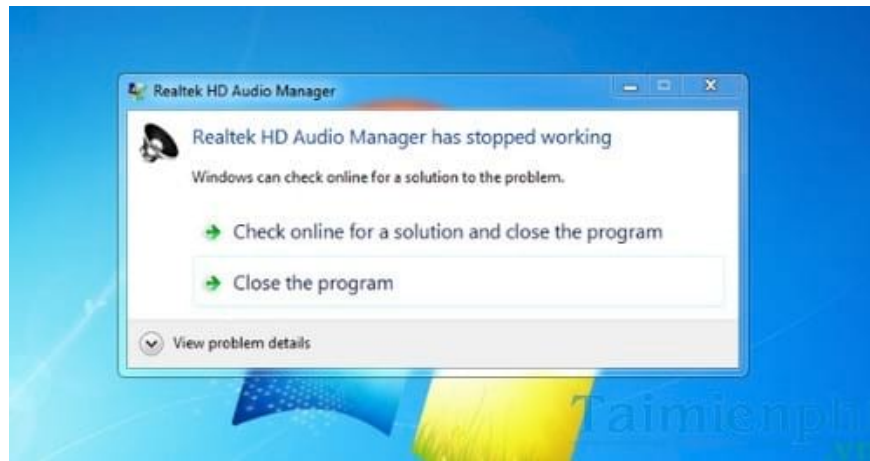 Realtek HD Audio Manager
Realtek HD Audio Manager has stopped working
Windows can check online for a solution to the problem.
Check online for a solution and close the program
Close the program
View problem details
Taimienph
.vn